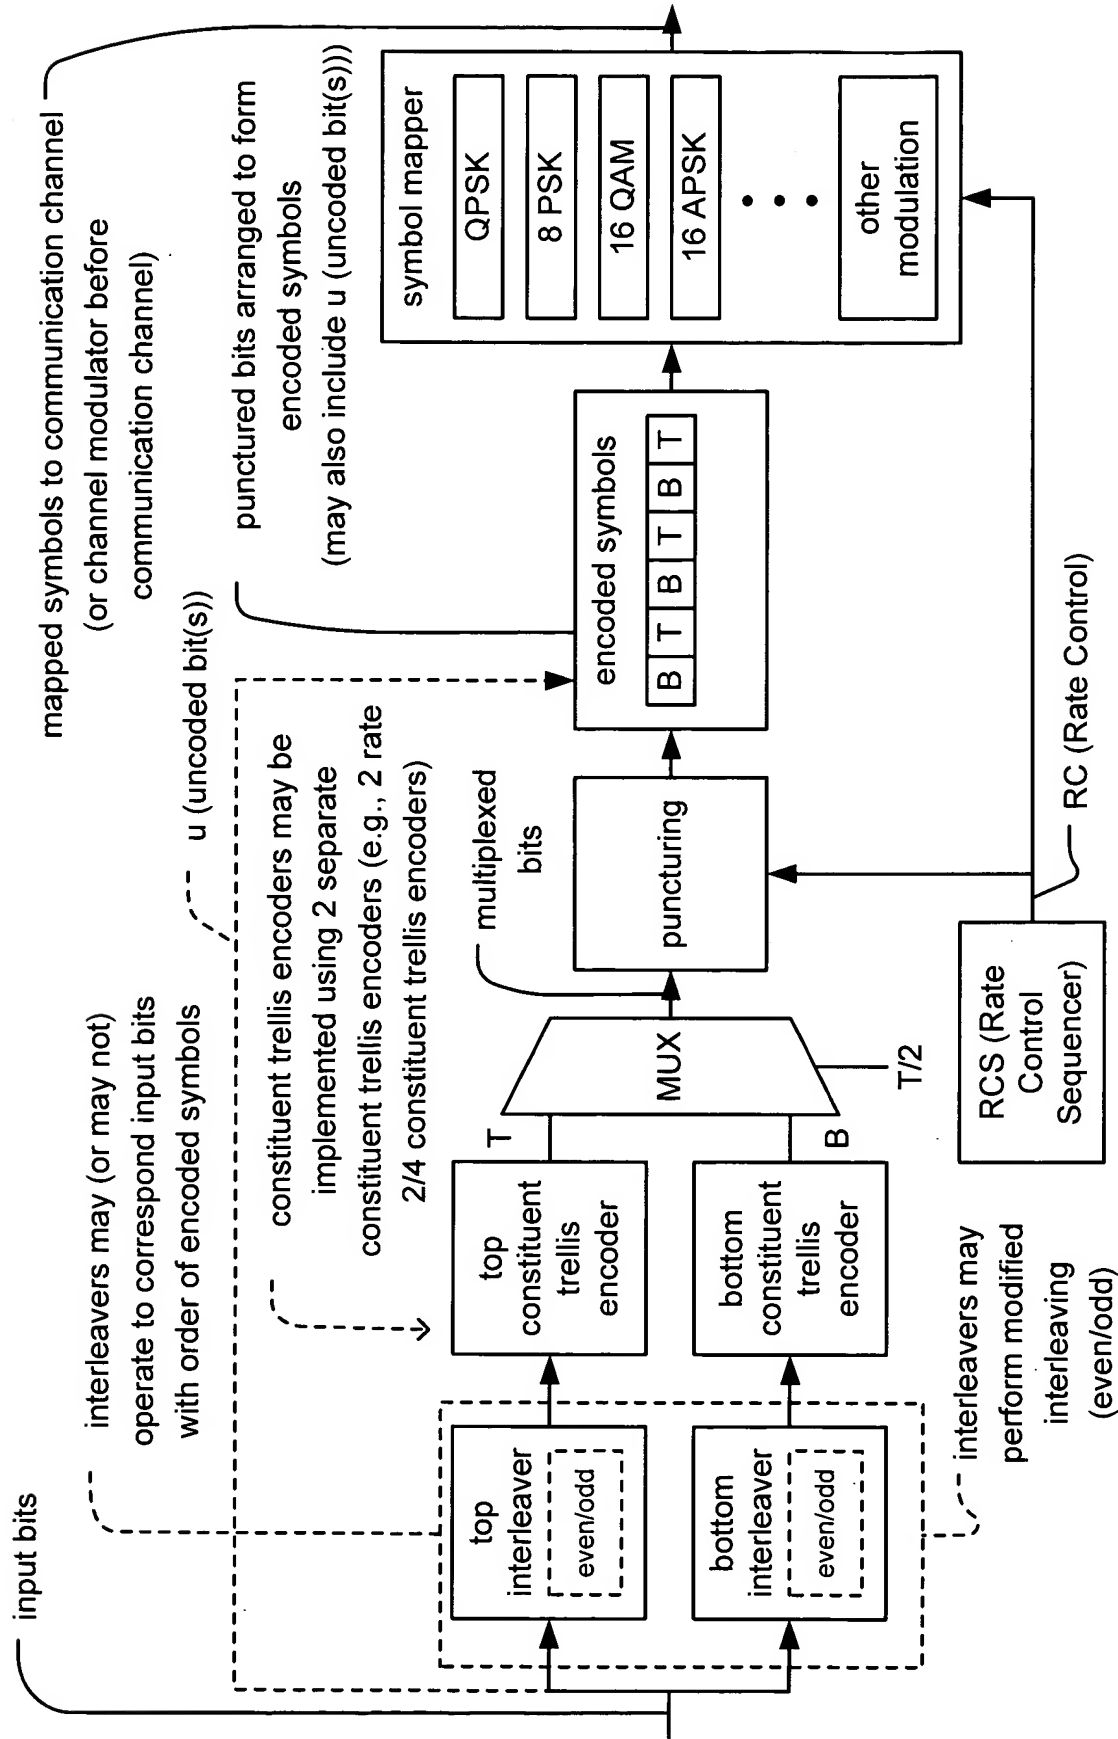 input bits
interleavers may (or may not)
operate to correspond input bits
with order of encoded symbols
u (uncoded bit(s))
mapped symbols to communication channel
(or channel modulator before
communication channel)
constituent trellis encoders may be
implemented using 2 separate
constituent trellis encoders (e.g., 2 rate
2/4 constituent trellis encoders)
punctured bits arranged to form
encoded symbols
(may also include u (uncoded bit(s)))
top
interleaver
even/odd
bottom
interleaver
even/odd
interleavers may
perform modified
interleaving
(even/odd)
top
constituent
trellis
encoder
bottom
constituent
trellis
encoder
T
B
MUX
T/2
multiplexed
bits
puncturing
encoded symbols
B T B T B T
symbol mapper
QPSK
8 PSK
16 QAM
16 APSK
other
modulation
RCS (Rate
Control
Sequencer)
RC (Rate Control)